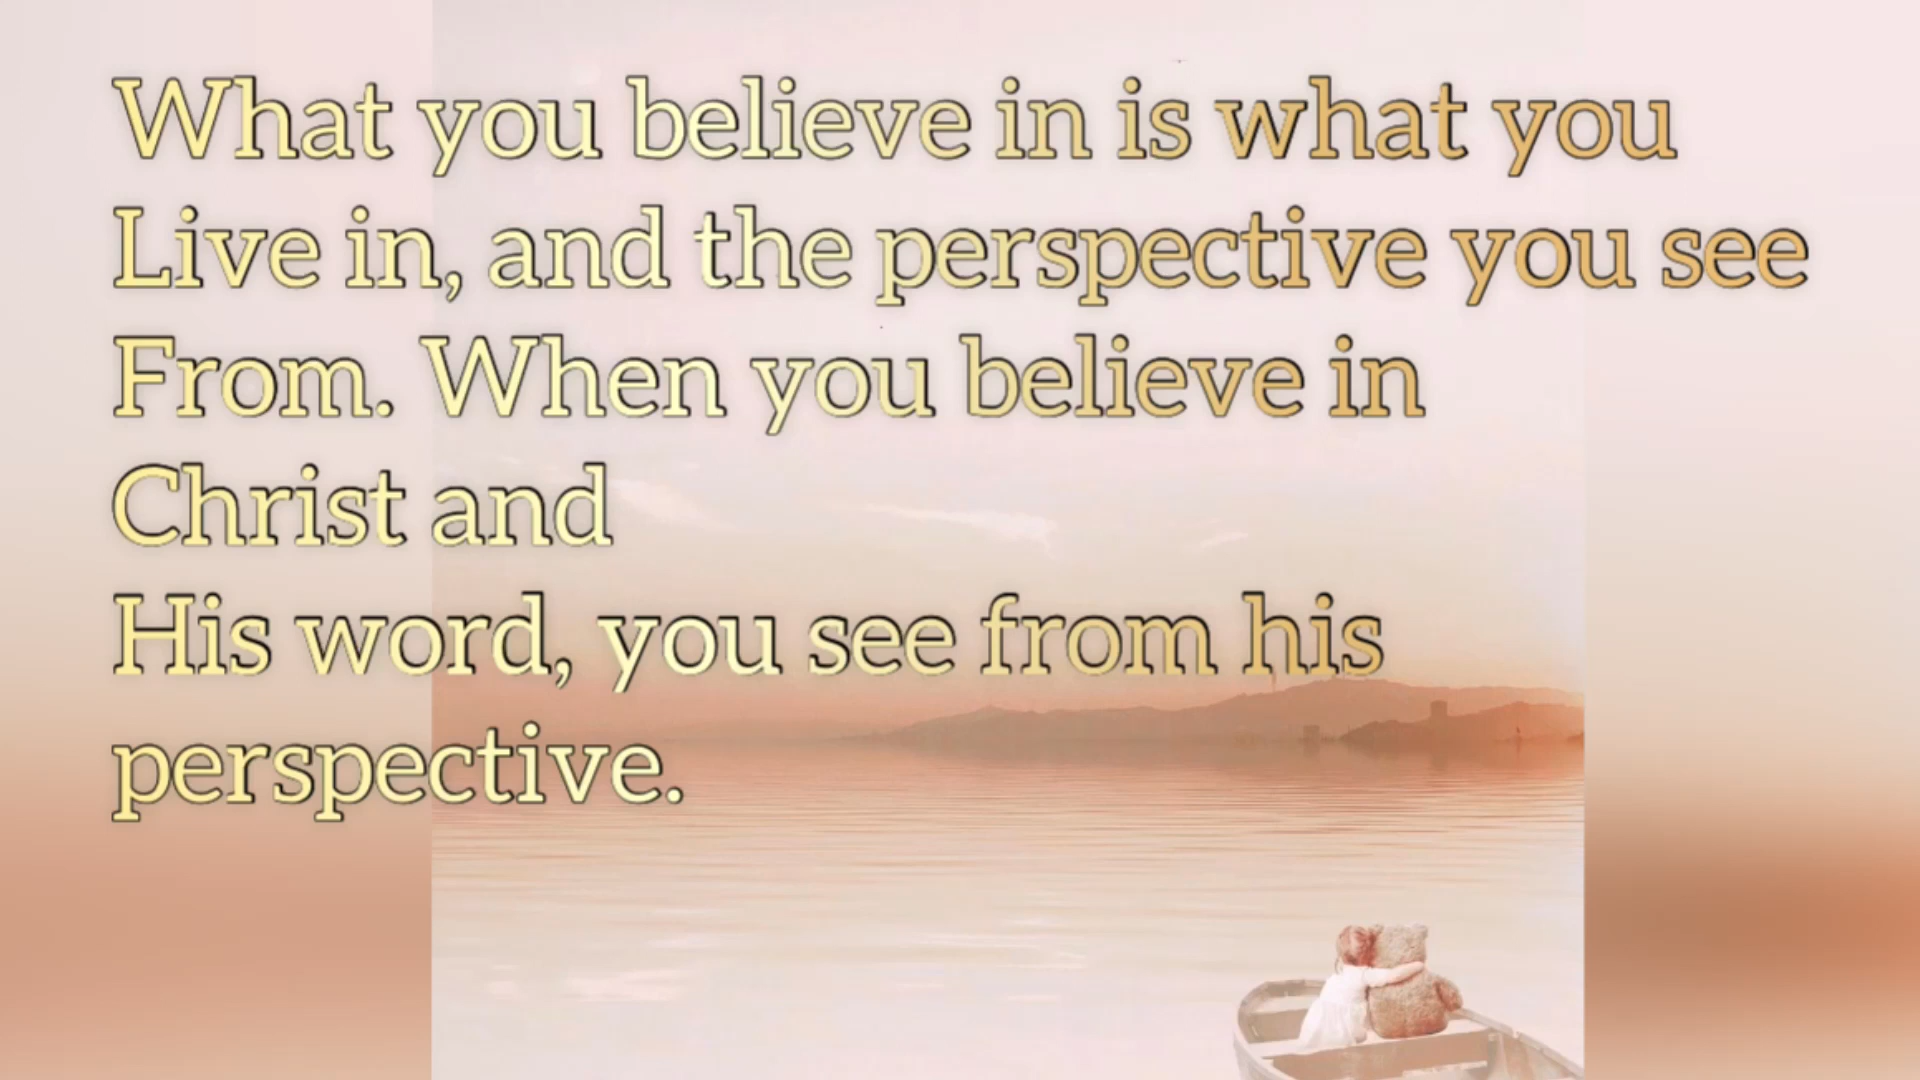 What you believe in is what you
Live in, and the perspective you see
From. When you believe in
Christ and
His word, you see from his
perspective.